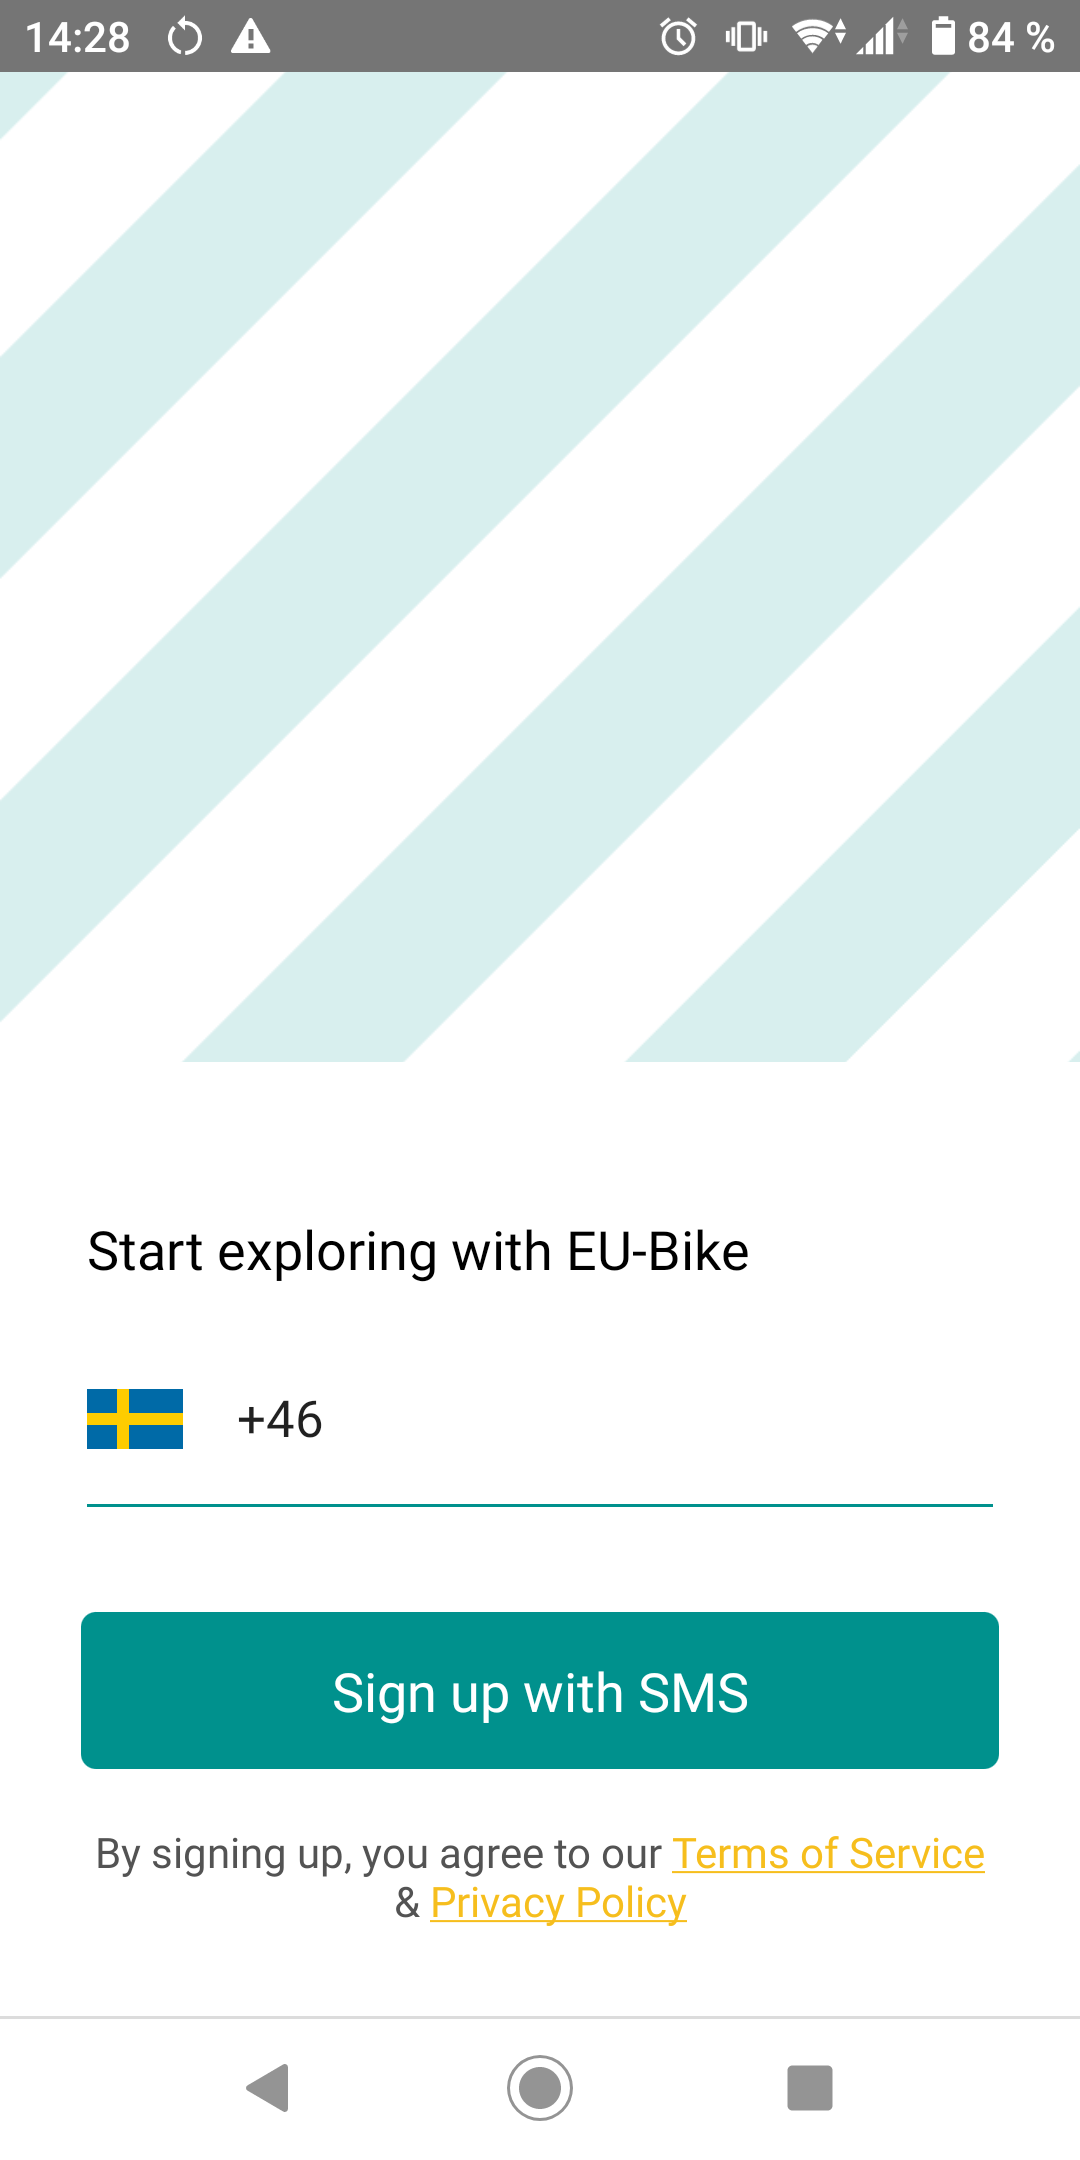 14:28 84 %
Start exploring with EU-Bike
+46
Sign up with SMS
By signing up, you agree to our Terms of Service
& Privacy Policy